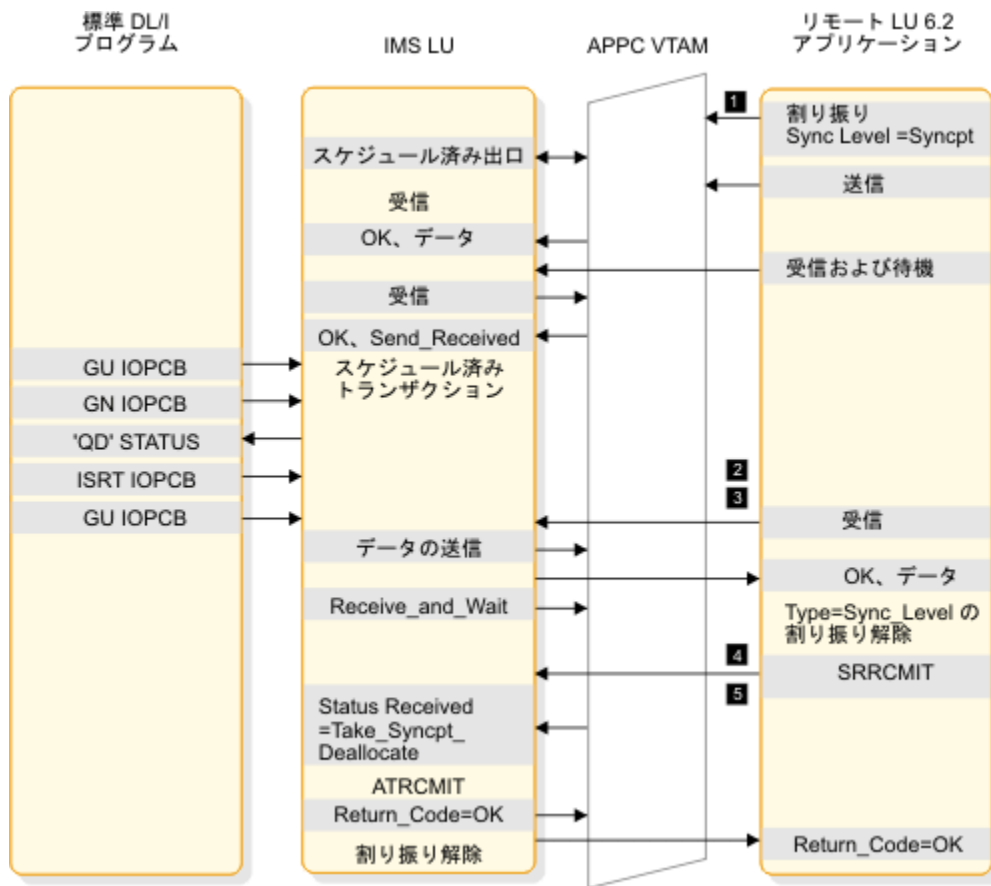 標準 DL/I
プログラム
IMS LU
APPC VTAM
リモート LU 6.2
アプリケーション
1
割り振り
Sync Level =Syncpt
スケジュール済み出口
送信
受信
OK、データ
受信および待機
受信
OK、Send_Received
GU IOPCB
スケジュール済み
トランザクション
GN IOPCB
'QD' STATUS
ISRT IOPCB
2
3
GU IOPCB
受信
データの送信
OK、データ
Receive_and_Wait
Type=Sync_Level の
割り振り解除
4
SRRCMIT
5
Status Received
=Take_Syncpt_
Deallocate
ATRCMIT
Return_Code=OK
割り振り解除
Return_Code=OK